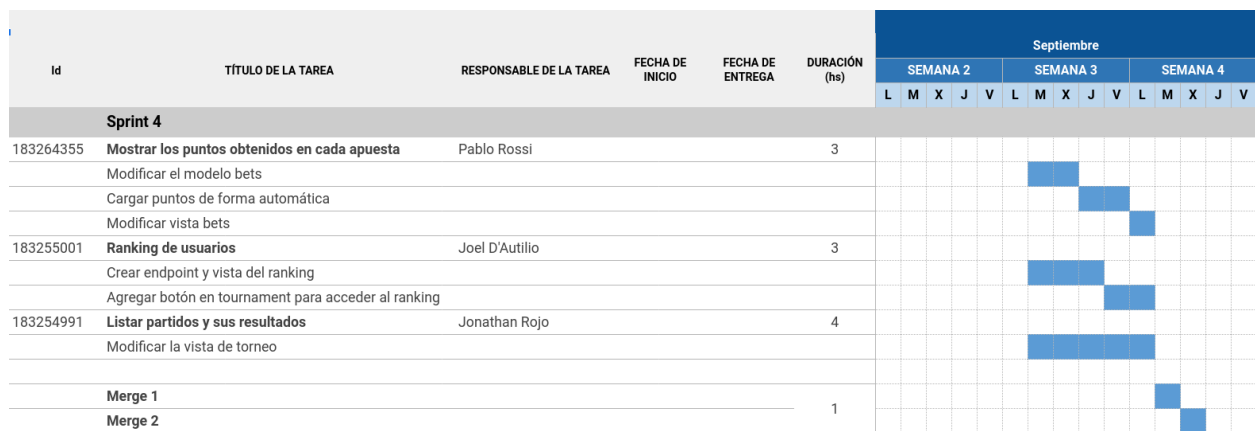 Septiembre
Id TÍTULO DE LA TAREA RESPONSABLE DE LA TAREA FECHA DE INICIO FECHA DE ENTREGA DURACIÓN (hs) SEMANA 2 SEMANA 3 SEMANA 4
L M X J V L M X J V L M X J V
Sprint 4
183264355 Mostrar los puntos obtenidos en cada apuesta Pablo Rossi 3
Modificar el modelo bets
Cargar puntos de forma automática
Modificar vista bets
183255001 Ranking de usuarios Joel D'Autilio 3
Crear endpoint y vista del ranking
Agregar botón en tournament para acceder al ranking
183254991 Listar partidos y sus resultados Jonathan Rojo 4
Modificar la vista de torneo
Merge 1
1
Merge 2